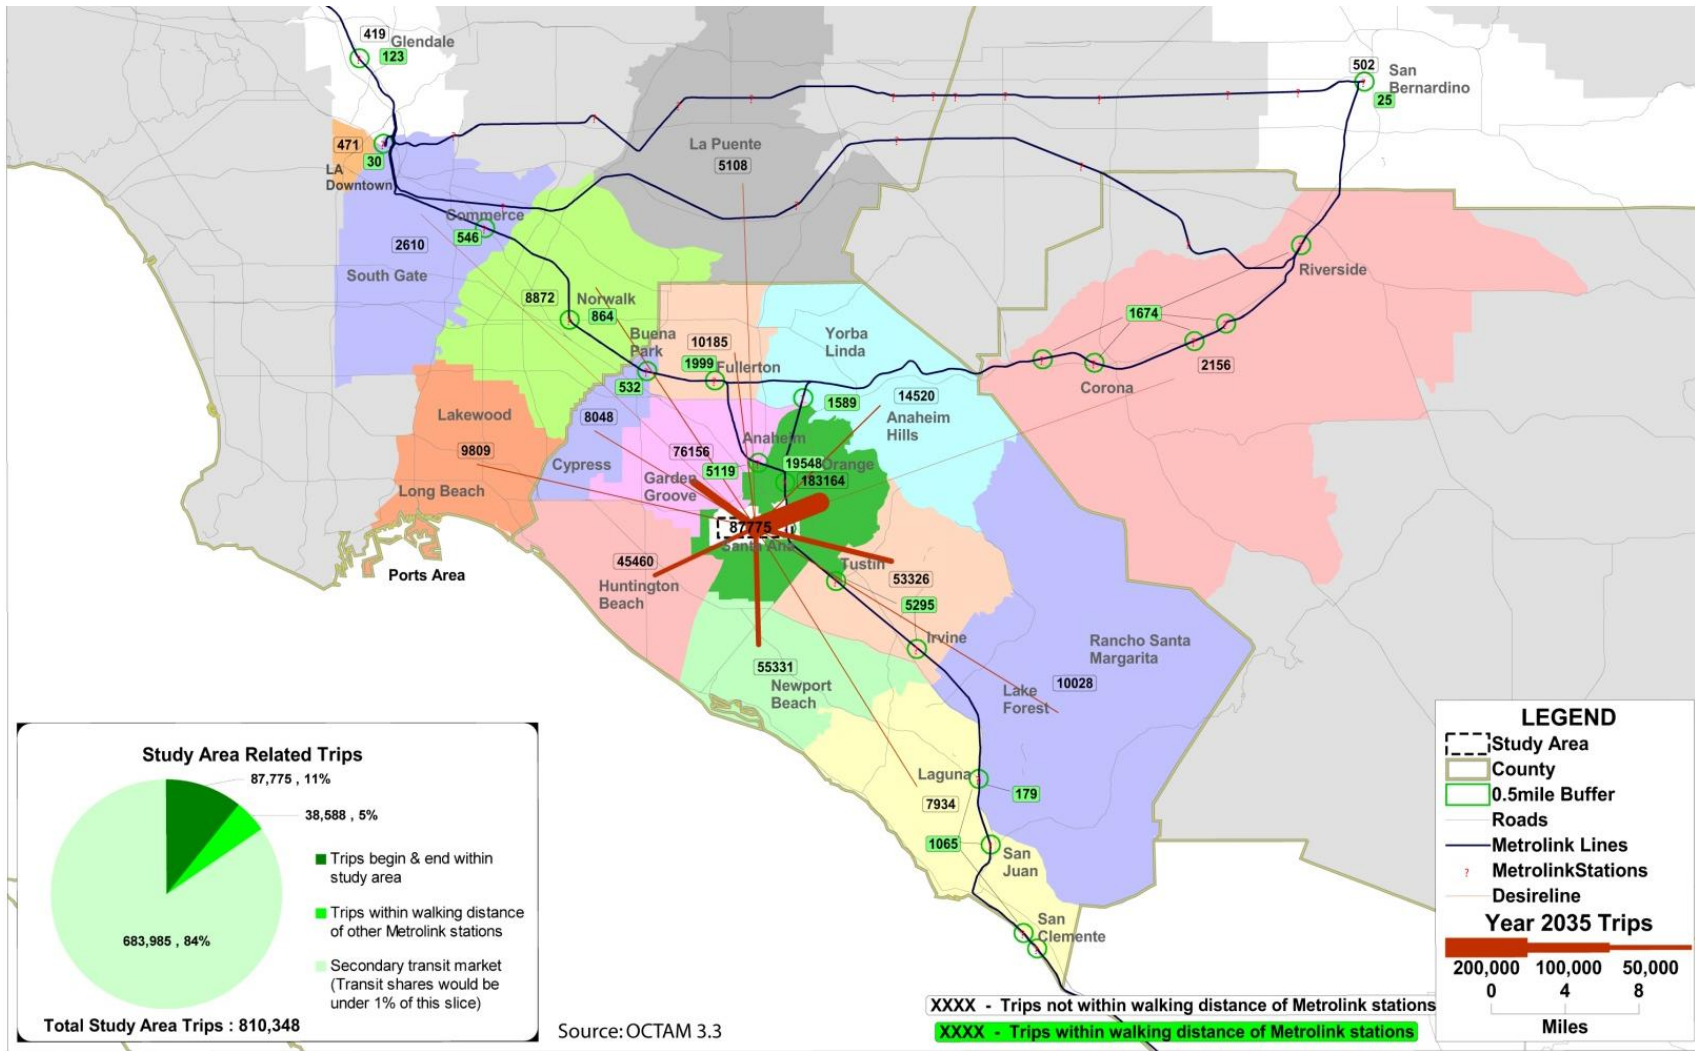 419
Glendale
123
502
San
Bernardino
25
471
30
LA
Downtown
La Puente
5108
Commerce
546
2610
South Gate
8872
Norwalk
864
Buena
Park
532
10185
1999
Fullerton
Yorba
Linda
Riverside
1674
2156
Corona
14520
Anaheim
Hills
1589
Lakewood
9809
Long Beach
8048
Cypress
76156
Anaheim
5119
Garden
Groove
19548
Orange
183164
87775
Santa Ana
Tustin
53326
5295
Irvine
45460
Huntington
Beach
Ports Area
55331
Newport
Beach
Rancho Santa
Margarita
10028
Lake
Forest
Laguna
179
7934
1065
San
Juan
San
Clemente
Study Area Related Trips
87,775 , 11%
38,588 , 5%
683,985 , 84%
Trips begin & end within
study area
Trips within walking distance
of other Metrolink stations
Secondary transit market
(Transit shares would be
under 1% of this slice)
Total Study Area Trips : 810,348
Source: OCTAM 3.3
XXXX - Trips not within walking distance of Metrolink stations
XXXX - Trips within walking distance of Metrolink stations
LEGEND
Study Area
County
0.5mile Buffer
Roads
Metrolink Lines
? MetrolinkStations
Desireline
Year 2035 Trips
200,000 100,000 50,000
0 4 8
Miles